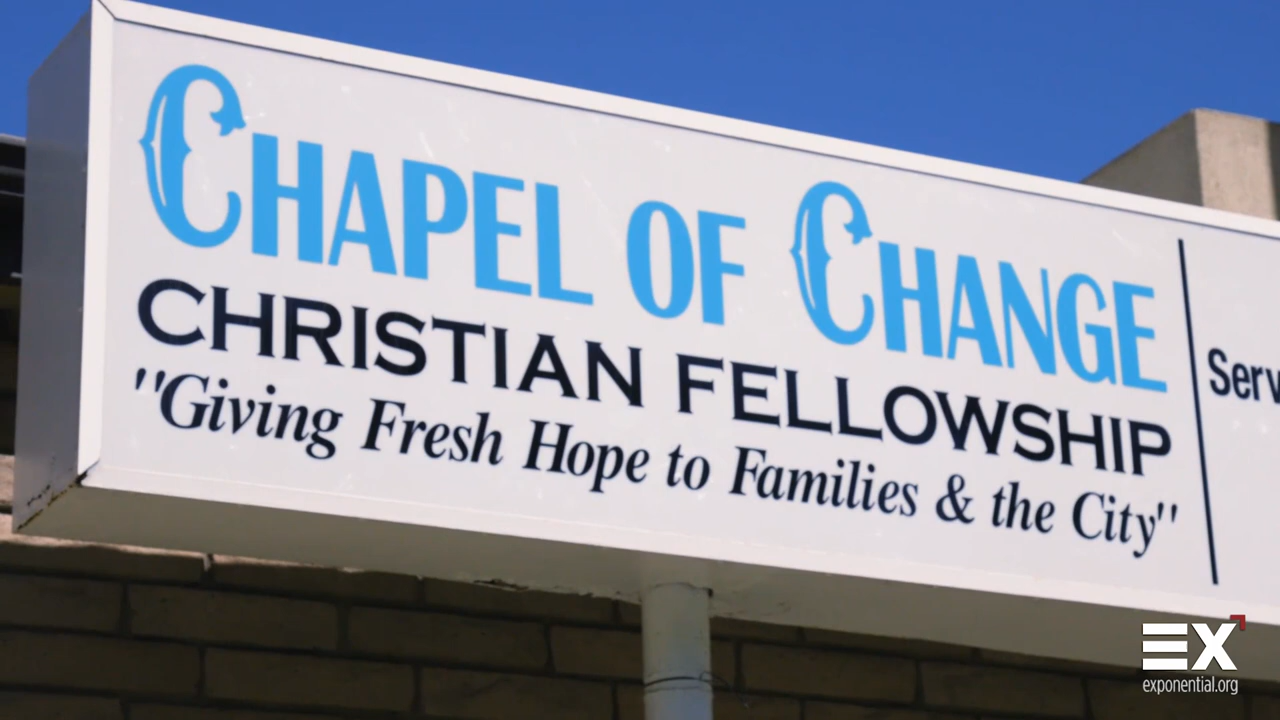 CHAPEL OF CHANGE
CHRISTIAN FELLOWSHIP
"Giving Fresh Hope to Families & the City"
EX
exponential.org